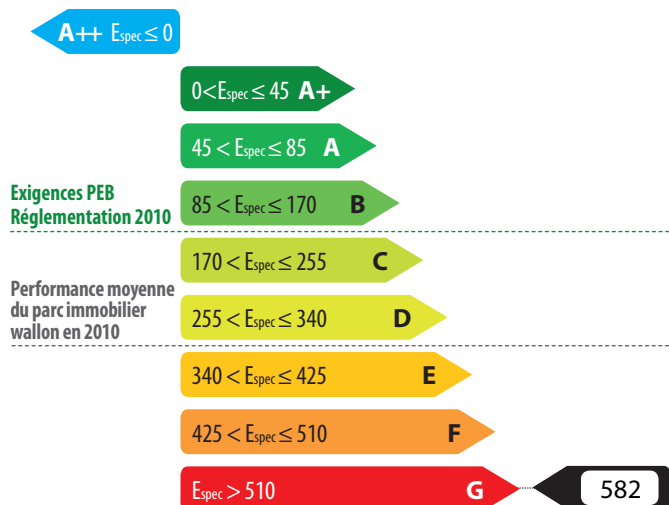 A++ Espec ≤ 0
0<Espec ≤ 45 A+
45 < Espec ≤ 85 A
Exigences PEB
Réglementation 2010
85 < Espec ≤ 170 B
170 < Espec ≤ 255 C
Performance moyenne
du parc immobilier
wallon en 2010
255 < Espec ≤ 340 D
340 < Espec ≤ 425 E
425 < Espec ≤ 510 F
Espec > 510 G 582